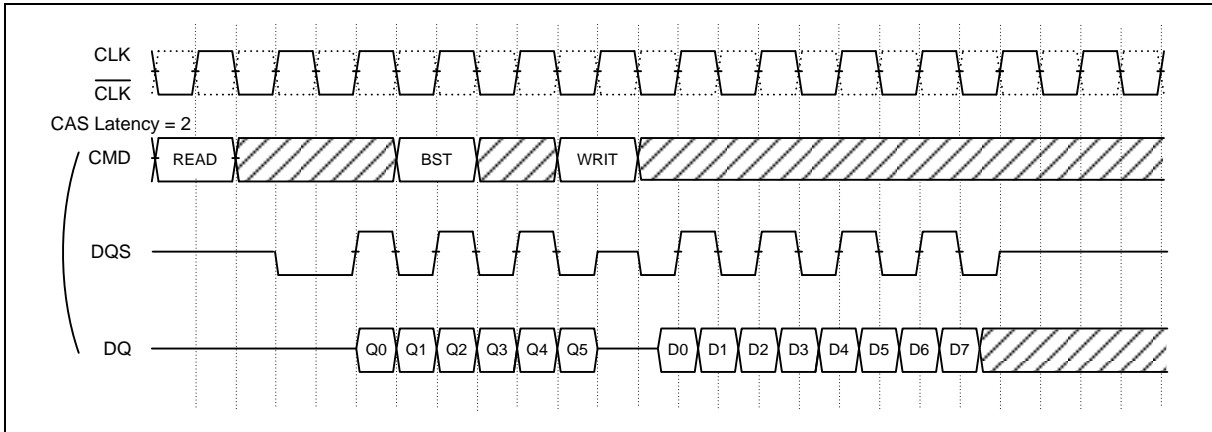 CLK
CLK
CAS Latency = 2
CMD READ BST WRIT
DQS
DQ Q0 Q1 Q2 Q3 Q4 Q5 D0 D1 D2 D3 D4 D5 D6 D7